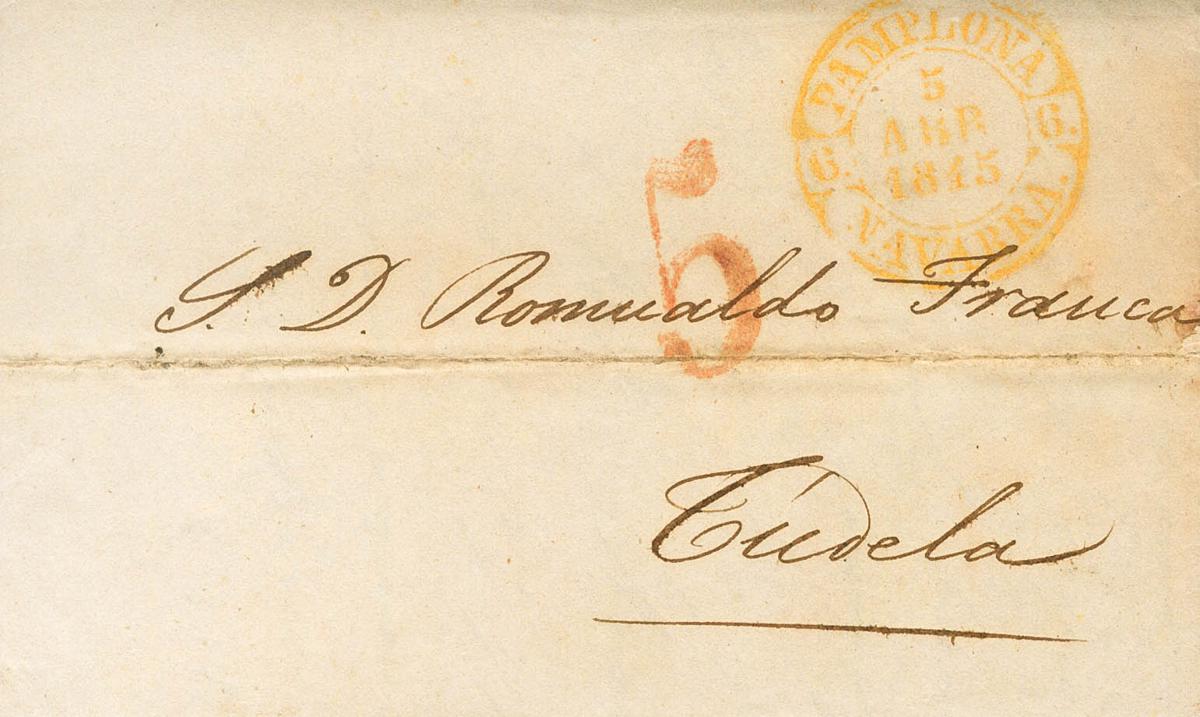 PAMPLONA
6. 6.
5
ABR
1845
NAVARRA.
5
S. D. Romualdo Franca
Tudela